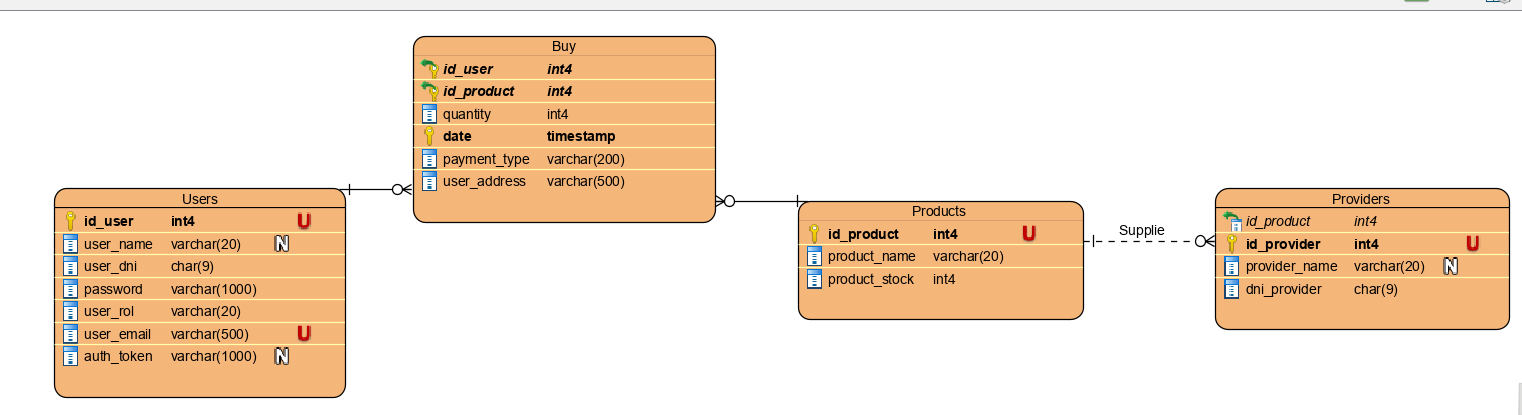 Buy
id_user int4
id_product int4
quantity int4
date timestamp
payment_type varchar(200)
user_address varchar(500)
Users
id_user int4 U
user_name varchar(20) N
user_dni char(9)
password varchar(1000)
user_rol varchar(20)
user_email varchar(500) U
auth_token varchar(1000) N
Products
id_product int4 U
product_name varchar(20)
product_stock int4
Supplie
Providers
id_product int4
id_provider int4 U
provider_name varchar(20) N
dni_provider char(9)